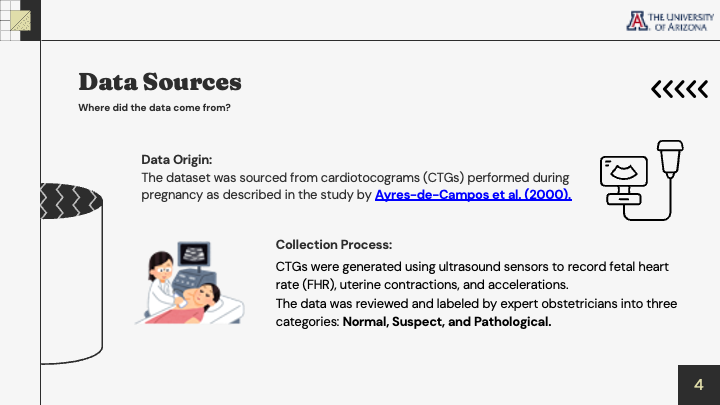 THE UNIVERSITY
OF ARIZONA
Data Sources
Where did the data come from?
Data Origin:
The dataset was sourced from cardiotocograms (CTGs) performed during
pregnancy as described in the study by Ayres-de-Campos et al. (2000).
Collection Process:
CTGs were generated using ultrasound sensors to record fetal heart
rate (FHR), uterine contractions, and accelerations.
The data was reviewed and labeled by expert obstetricians into three
categories: Normal, Suspect, and Pathological.
4